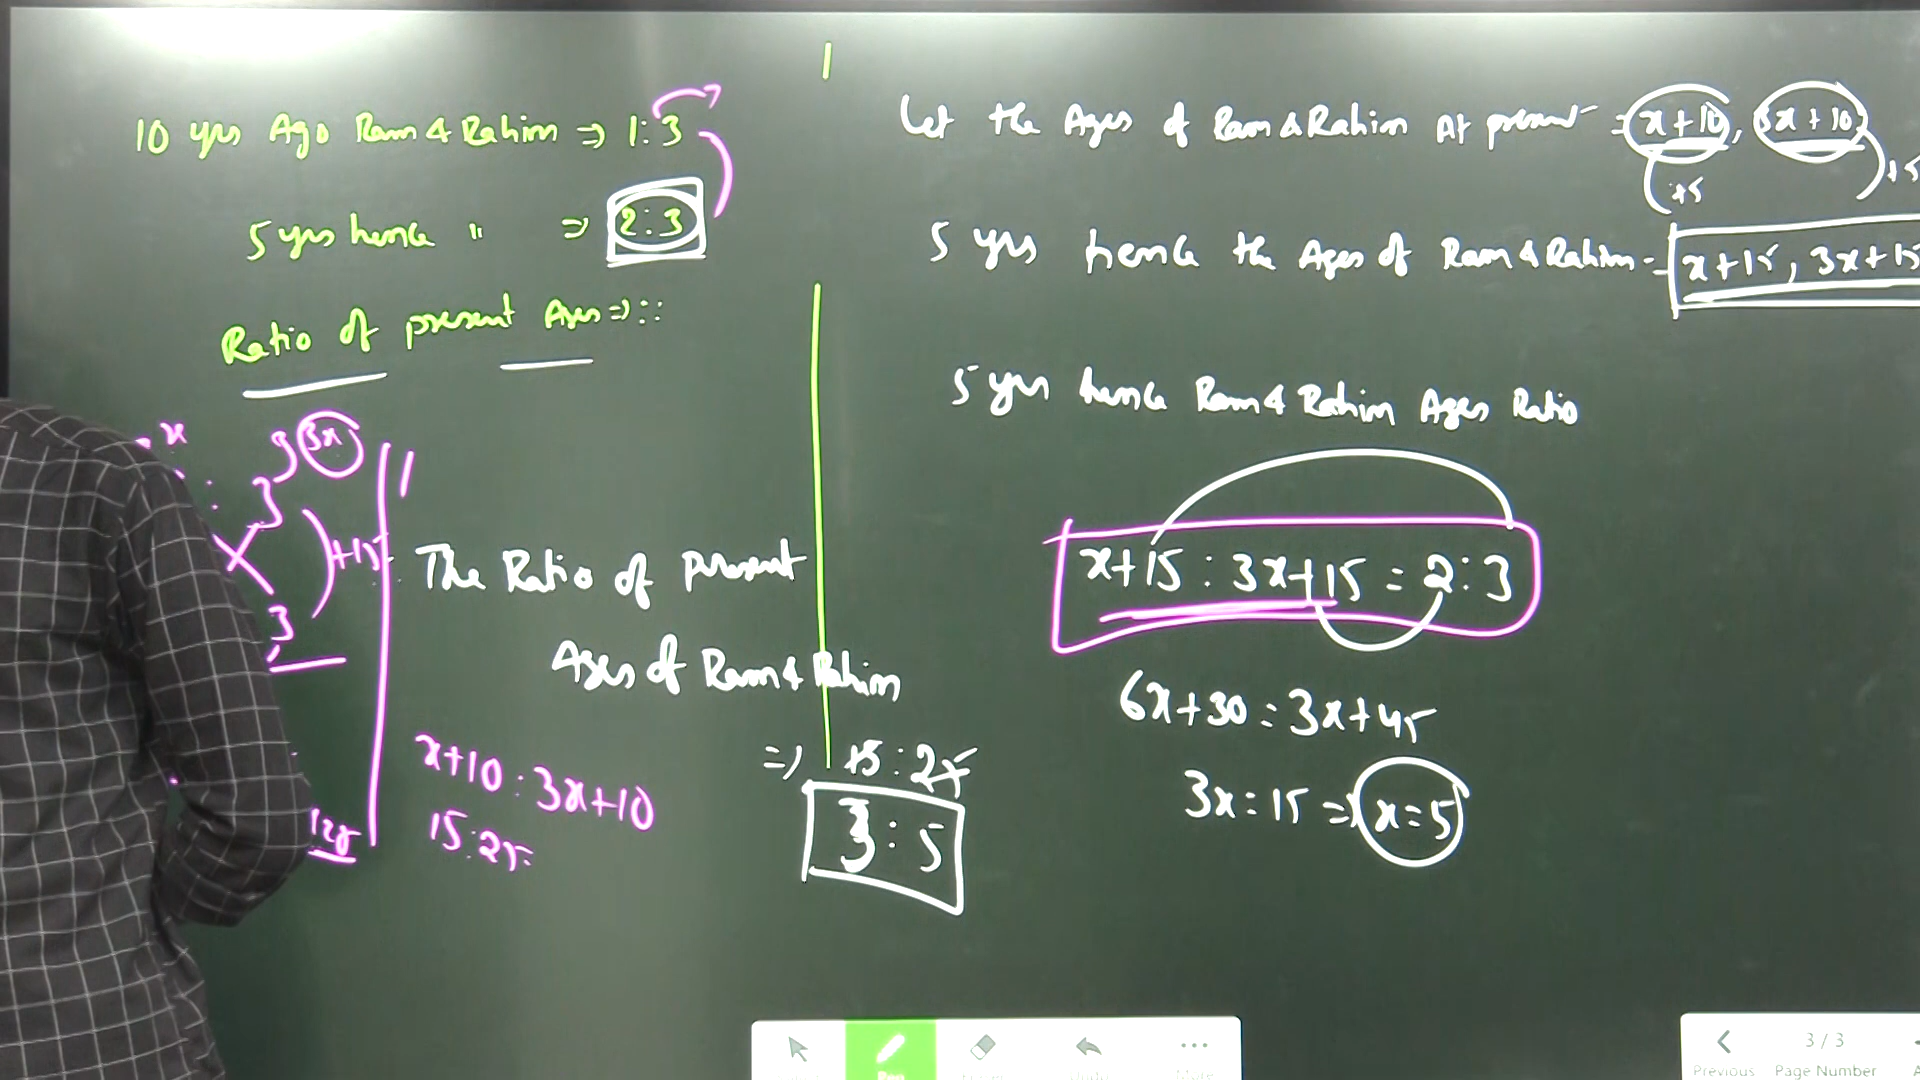 10 yrs Ago Ram & Rahim ⇒ 1:3
5 yrs hence " ⇒ 2:3
Ratio of present Ages ⇒ ::
x
3x
: 3
+15
3
The Ratio of present
Ages of Ram & Rahim
x+10 : 3x+10
15:25
⇒ 15:25
3:5
Let the Ages of Ram & Rahim At present = x+10, 3x+10
+5 +5
5 yrs hence the Ages of Ram & Rahim = x+15, 3x+15
5 yrs hence Ram & Rahim Ages Ratio
x+15 : 3x+15 = 2:3
6x+30 = 3x+45
3x = 15 ⇒ x=5
More
3 / 3
Previous Page Number